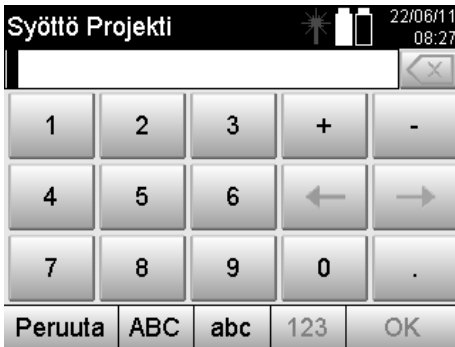 Syöttö Projekti
22/06/11
08:27
1 2 3 + -
4 5 6 ← →
7 8 9 0 .
Peruuta ABC abc 123 OK